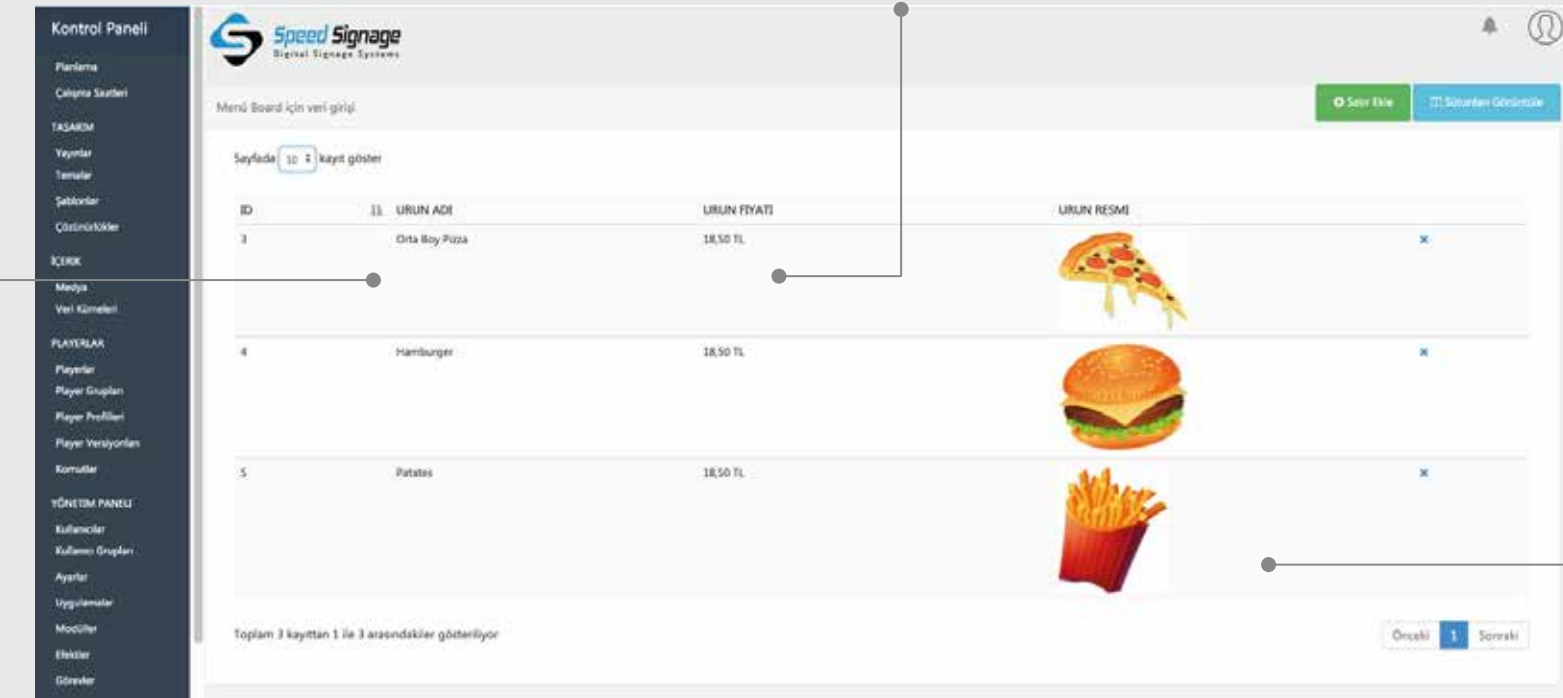 Kontrol Paneli
Planlama
Çalışma Saatleri
TASARIM
Yayınlar
Temalar
Şablonlar
Çözünürlükler
İÇERİK
Medya
Veri Kümeleri
PLAYERLAR
Playerlar
Player Grupları
Player Profilleri
Player Versiyonları
Komutlar
YÖNETİM PANELİ
Kullanıcılar
Kullanıcı Grupları
Ayarlar
Uygulamalar
Modüller
Efektler
Görevler
Speed Signage
Digital Signage Systems
Menü Board için veri girişi
Satır Ekle
Sütunları Görüntüle
Sayfada 10 kayıt göster
ID URUN ADI URUN FIYATI URUN RESMI
3 Orta Boy Pizza 18,50 TL
4 Hamburger 18,50 TL
5 Patates 18,50 TL
Toplam 3 kayıttan 1 ile 3 arasındakiler gösteriliyor
Önceki 1 Sonraki